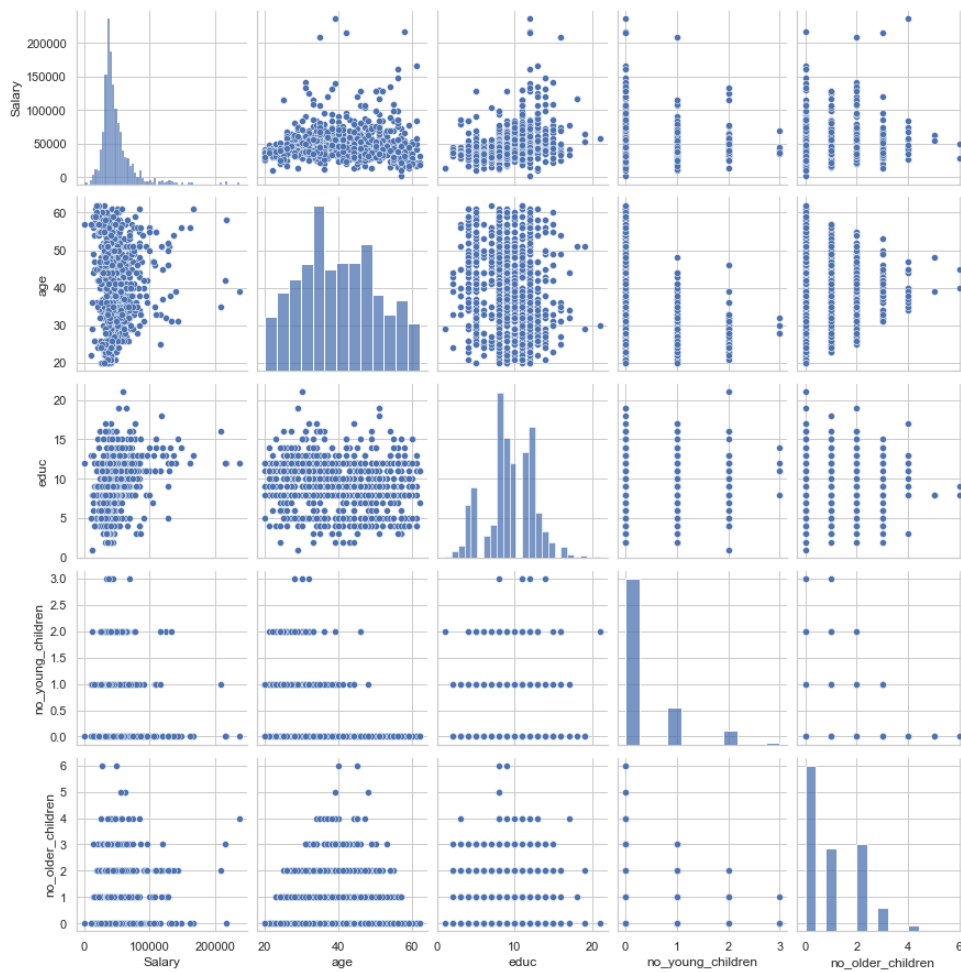 200000
150000
100000
50000
0
Salary
60
50
40
30
20
age
20
15
10
5
0
educ
3.0
2.5
2.0
1.5
1.0
0.5
0.0
no_young_children
6
5
4
3
2
1
0
no_older_children
0 100000 200000
Salary
20 40 60
age
0 10 20
educ
0 1 2 3
no_young_children
0 2 4 6
no_older_children